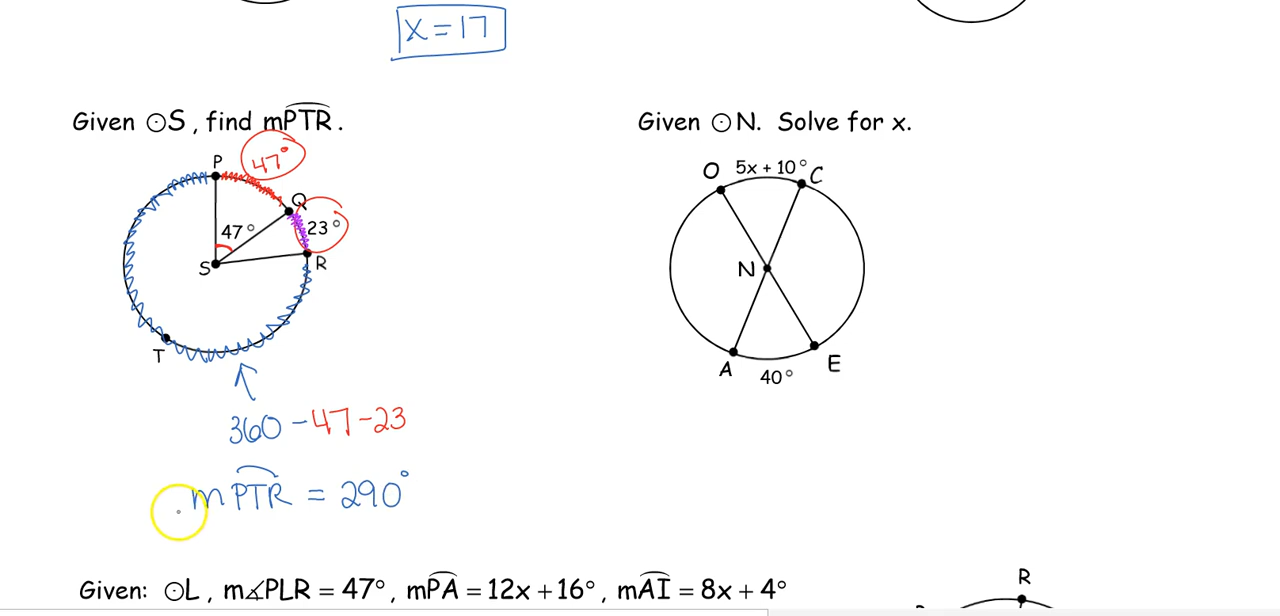 x = 17
Given ⊙S, find mPTR.
47°
P
Q
47°
23°
S
R
T
360 - 47 - 23
mPTR = 290°
Given ⊙N. Solve for x.
O 5x + 10° C
N
A
E
40°
Given: ⊙L, m∡PLR = 47°, mPA = 12x + 16°, mAI = 8x + 4°
R